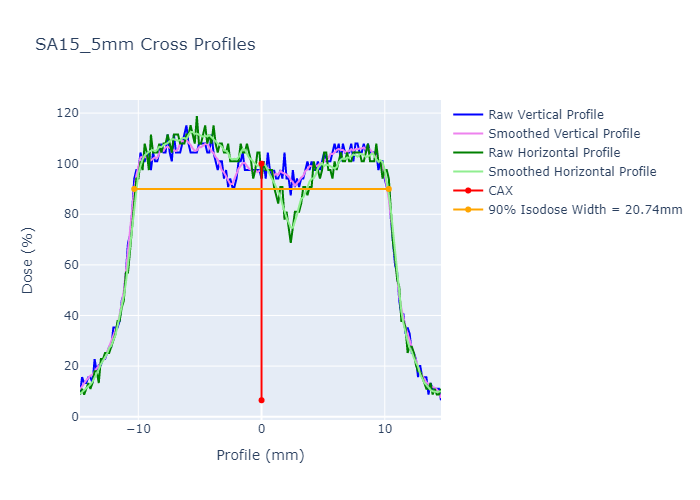 SA15_5mm Cross Profiles
Raw Vertical Profile
Smoothed Vertical Profile
Raw Horizontal Profile
Smoothed Horizontal Profile
CAX
90% Isodose Width = 20.74mm
Dose (%)
120
100
80
60
40
20
0
−10
0
10
Profile (mm)